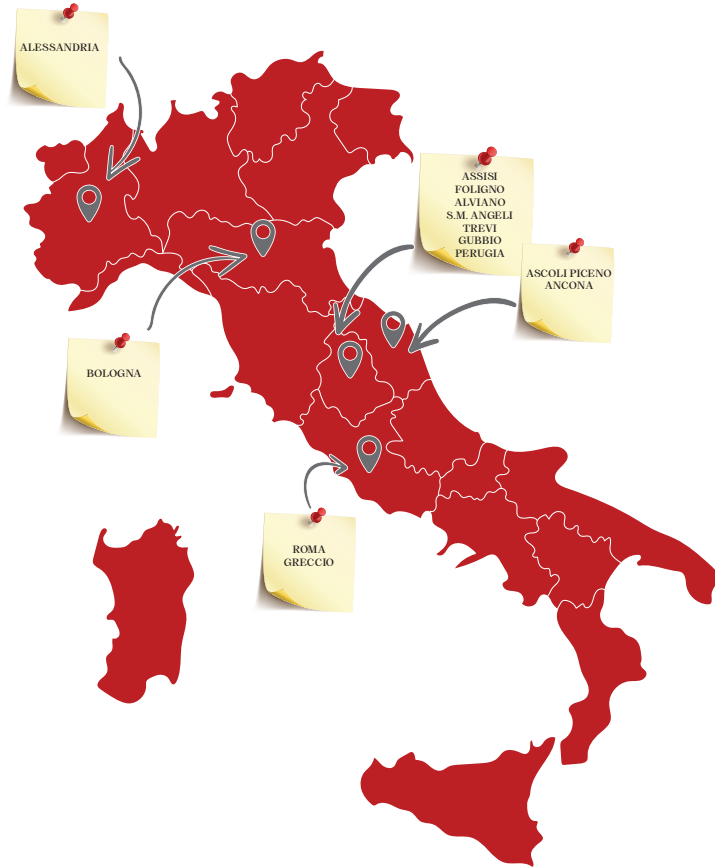 ALESSANDRIA
ASSISI
FOLIGNO
ALVIANO
S.M. ANGELI
TREVI
GUBBIO
PERUGIA
ASCOLI PICENO
ANCONA
BOLOGNA
ROMA
GRECCIO